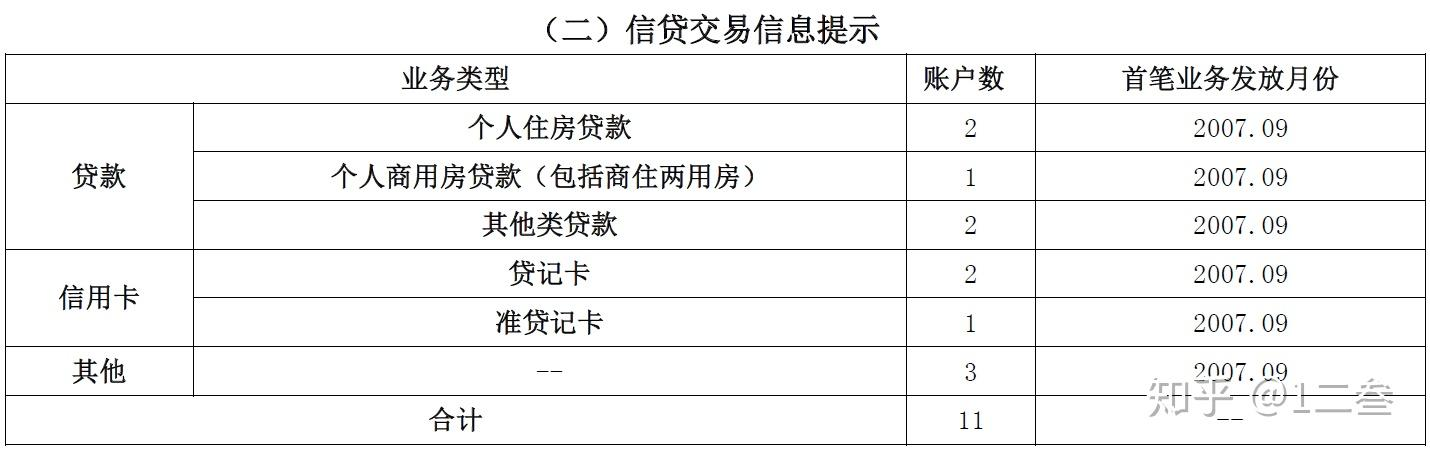 （二）信贷交易信息提示
业务类型 账户数 首笔业务发放月份
贷款 个人住房贷款 2 2007.09
个人商用房贷款（包括商住两用房） 1 2007.09
其他类贷款 2 2007.09
信用卡 贷记卡 2 2007.09
准贷记卡 1 2007.09
其他 -- 3 2007.09
合计 11 --
知乎 @1二叁